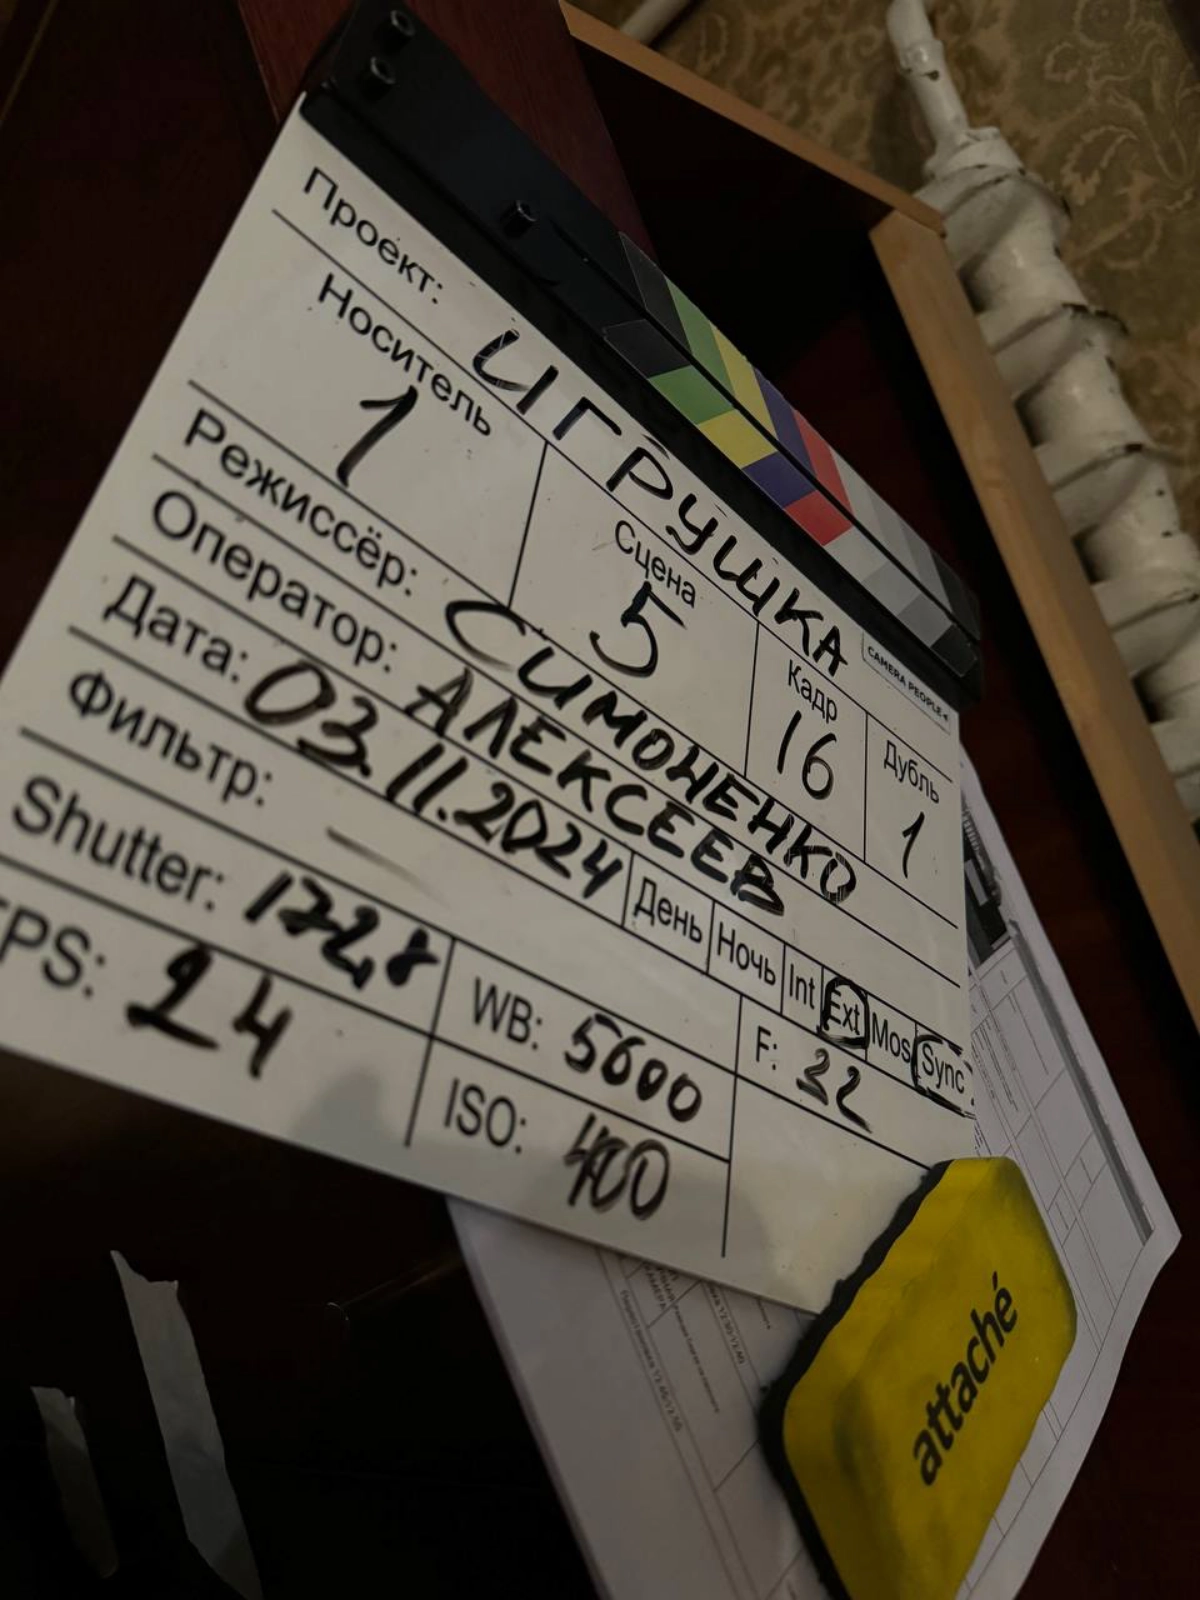 Проект: ИГРУШКА
Носитель 1
Сцена 5
Кадр 16
Дубль 1
CAMERA PEOPLE
Режиссёр: СИМОНЕНКО
Оператор: АЛЕКСЕЕВ
Дата: 03.11.2024
День Ночь Int Ext Mos Sync
Фильтр: —
Shutter: 172,8
WB: 5600
F: 22
PS: 24
ISO: 400
attaché